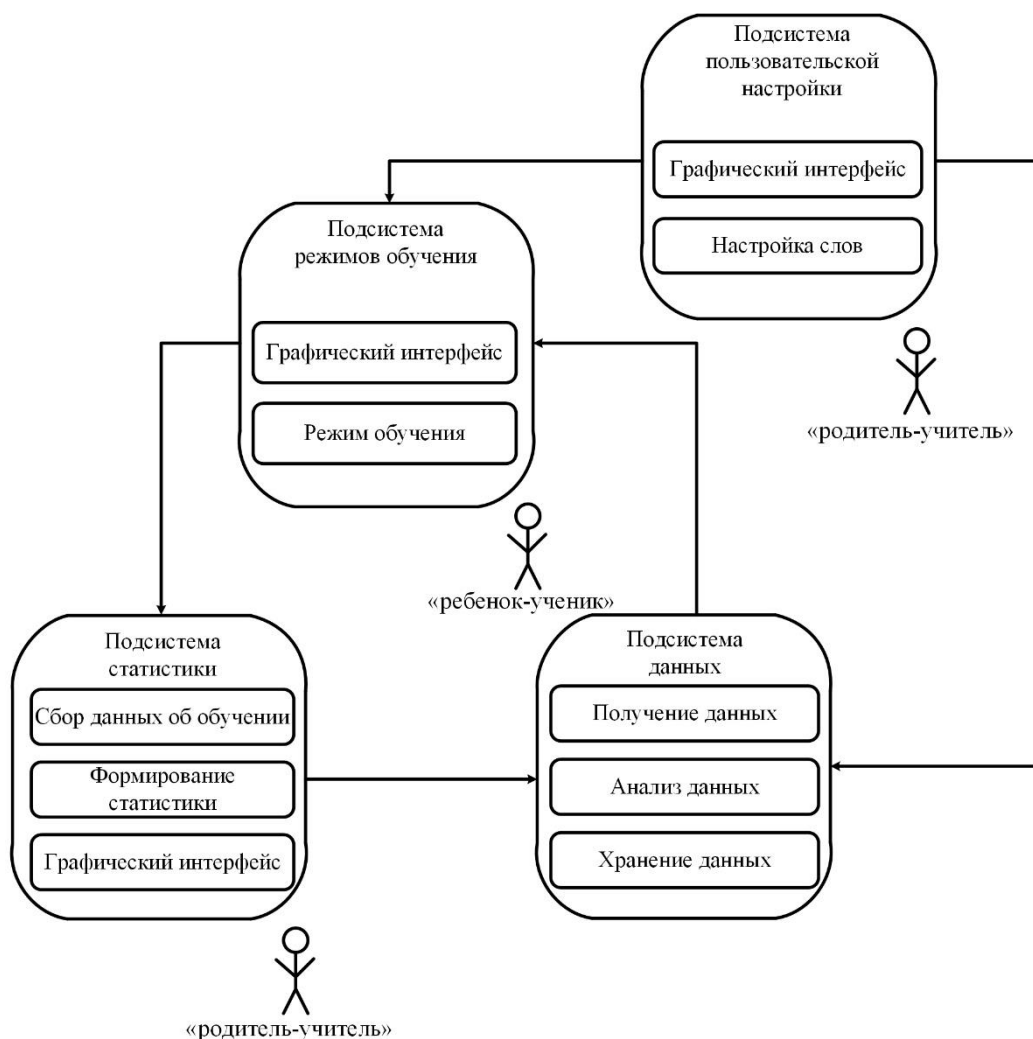 Подсистема
пользовательской
настройки
Графический интерфейс
Настройка слов
«родитель-учитель»
Подсистема
режимов обучения
Графический интерфейс
Режим обучения
«ребенок-ученик»
Подсистема
статистики
Сбор данных об обучении
Формирование
статистики
Графический интерфейс
«родитель-учитель»
Подсистема
данных
Получение данных
Анализ данных
Хранение данных